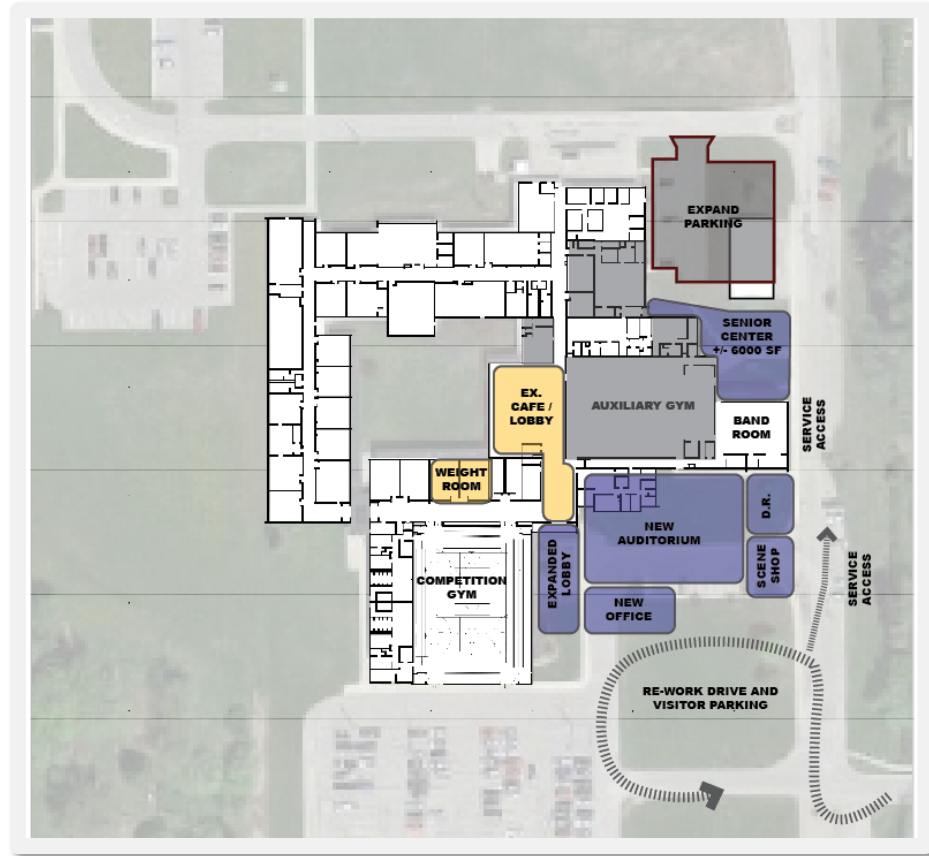 EXPAND
PARKING
SENIOR
CENTER
+/- 6000 SF
EX.
CAFE /
LOBBY
AUXILIARY GYM
BAND
ROOM
SERVICE
ACCESS
WEIGHT
ROOM
D.R.
NEW
AUDITORIUM
EXPANDED
LOBBY
SCENE
SHOP
SERVICE
ACCESS
COMPETITION
GYM
NEW
OFFICE
RE-WORK DRIVE AND
VISITOR PARKING